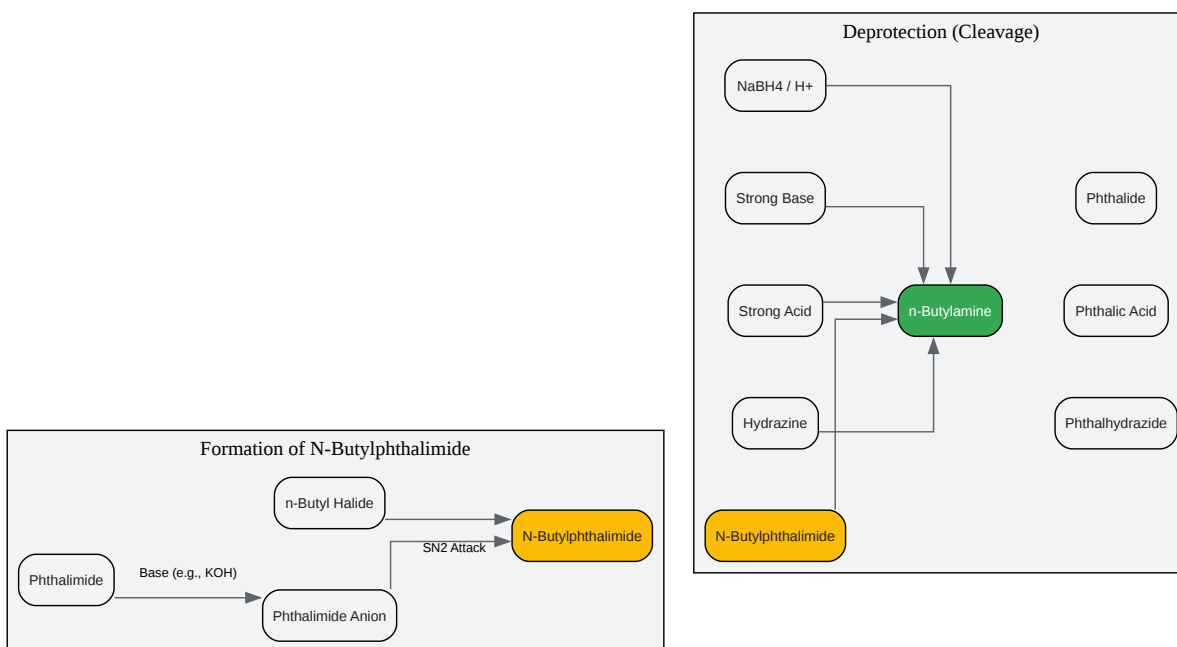 Deprotection (Cleavage)
NaBH4 / H+
Strong Base
Phthalide
Strong Acid
n-Butylamine
Phthalic Acid
Hydrazine
Phthalhydrazide
N-Butylphthalimide
Formation of N-Butylphthalimide
n-Butyl Halide
N-Butylphthalimide
SN2 Attack
Phthalimide
Base (e.g., KOH)
Phthalimide Anion